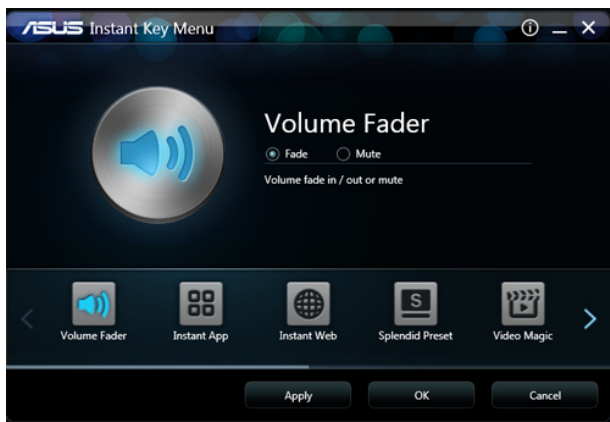 ASUS Instant Key Menu
Volume Fader
Fade Mute
Volume fade in / out or mute
S
Volume Fader Instant App Instant Web Splendid Preset Video Magic
Apply OK Cancel